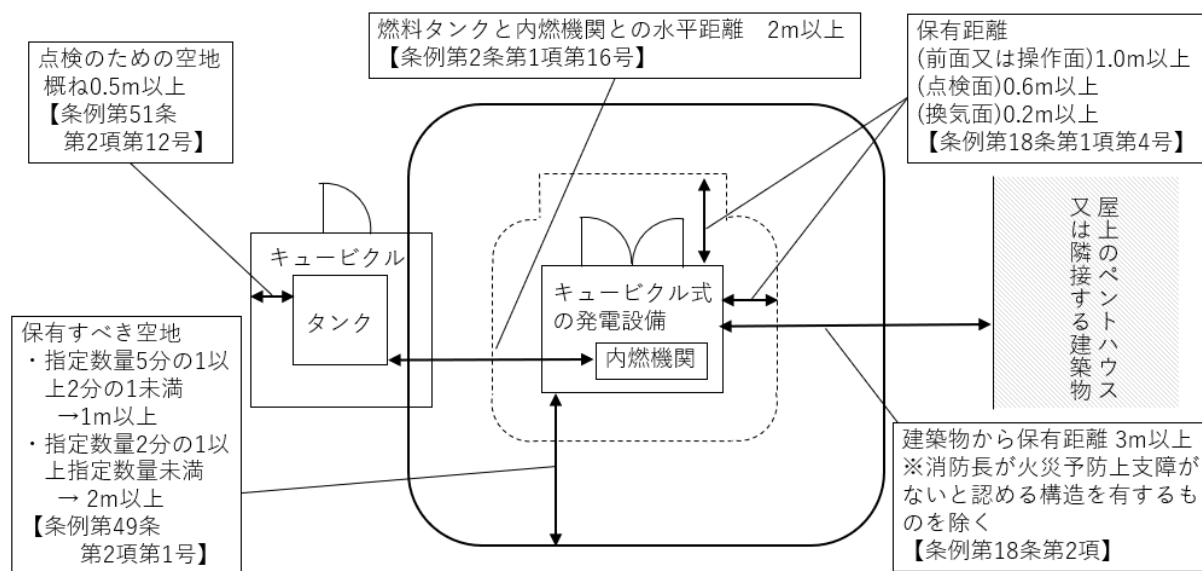 点検のための空地
概ね0.5m以上
【条例第51条
第2項第12号】
燃料タンクと内燃機関との水平距離　2m以上
【条例第2条第1項第16号】
保有距離
(前面又は操作面)1.0m以上
(点検面)0.6m以上
(換気面)0.2m以上
【条例第18条第1項第4号】
キュービクル
タンク
キュービクル式
の発電設備
内燃機関
屋上のペントハウス
又は隣接する建築物
保有すべき空地
・指定数量5分の1以
上2分の1未満
→1m以上
・指定数量2分の1以
上指定数量未満
→ 2m以上
【条例第49条
第2項第1号】
建築物から保有距離 3m以上
※消防長が火災予防上支障が
ないと認める構造を有するも
のを除く
【条例第18条第2項】